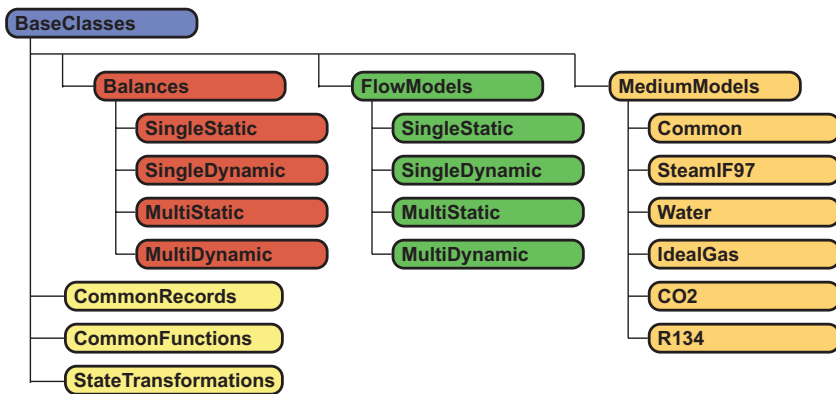 BaseClasses
Balances
SingleStatic
SingleDynamic
MultiStatic
MultiDynamic
FlowModels
SingleStatic
SingleDynamic
MultiStatic
MultiDynamic
MediumModels
Common
SteamIF97
Water
IdealGas
CO2
R134
CommonRecords
CommonFunctions
StateTransformations